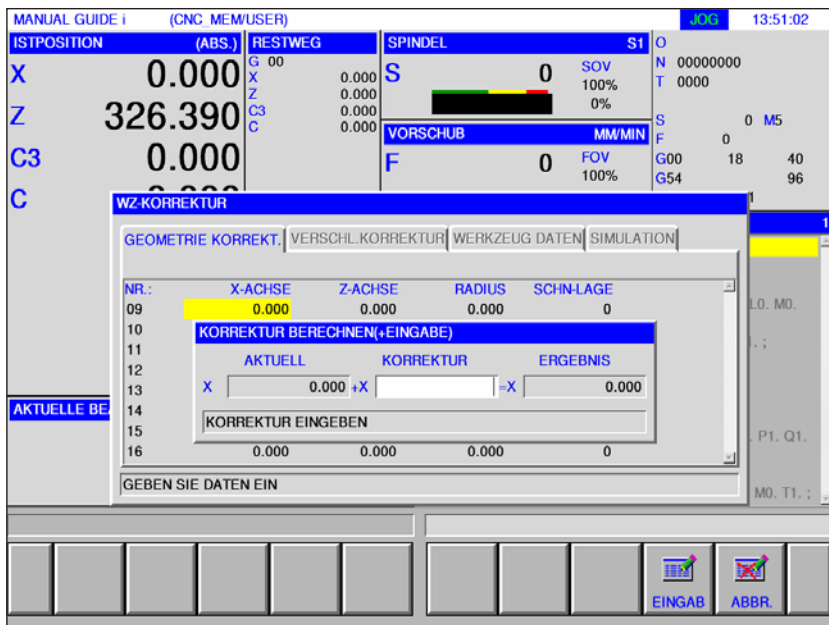 MANUAL GUIDE i (CNC_MEM/USER) JOG 13:51:02
ISTPOSITION (ABS.) RESTWEG SPINDEL S1 O
X 0.000 G 00 S 0 SOV N 00000000
X 0.000 100% T 0000
Z 326.390 Z 0.000 0%
C3 0.000 S 0 M5
C 0.000 VORSCHUB MM/MIN F 0
C3 0.000 F 0 FOV G00 18 40
100% G54 96
C
WZ-KORREKTUR
1
GEOMETRIE KORREKT. VERSCHL.KORREKTUR WERKZEUG DATEN SIMULATION
NR.: X-ACHSE Z-ACHSE RADIUS SCHN-LAGE
09 0.000 0.000 0.000 0 L0. M0.
10 KORREKTUR BERECHNEN(+EINGABE)
11 . ;
12 AKTUELL KORREKTUR ERGEBNIS
13 X 0.000 +X =X 0.000
AKTUELLE BE 14
15 KORREKTUR EINGEBEN . P1. Q1.
16 0.000 0.000 0.000 0
GEBEN SIE DATEN EIN M0. T1. ;
EINGAB ABBR.